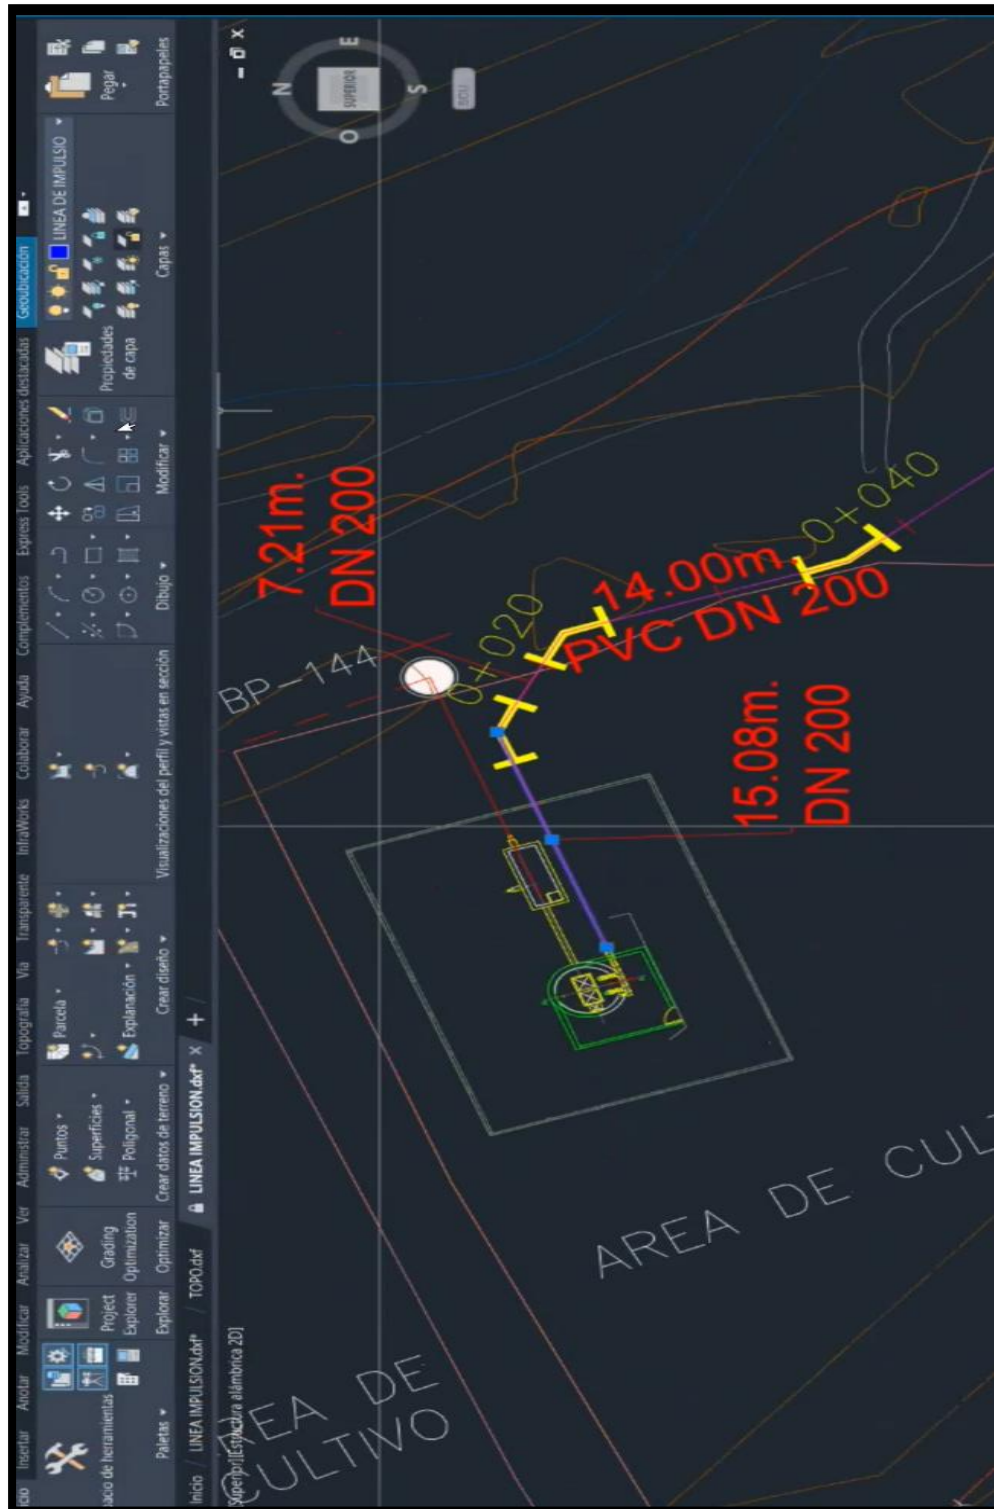 Insertar Anotar Modificar Analizar Ver Administrar Salida Topografía Vía Transparente InfraWorks Colaborar Ayuda Complementos Express Tools Aplicaciones destacadas Geoubicación
Project
Explorer
Explorar
Grading
Optimization
Optimizar
Puntos
Superficies
Poligonal
Crear datos de terreno
Parcela
Explanación
Crear diseño
Visualizaciones del perfil y vistas en sección
Dibujo
Modificar
Propiedades
de capa
LINEA DE IMPULSIO
Capas
Pegar
Portapapeles
Paletas
Inicio / LINEA IMPULSION.dxf* / TOPO.dxf / LINEA IMPULSION.dxf* X +
N
E
S
O
SUPERIOR
7.21m.
DN 200
BP-144
0+020
14.00m.
PVC DN 200
0+040
15.08m.
DN 200
AREA DE
CULTIVO